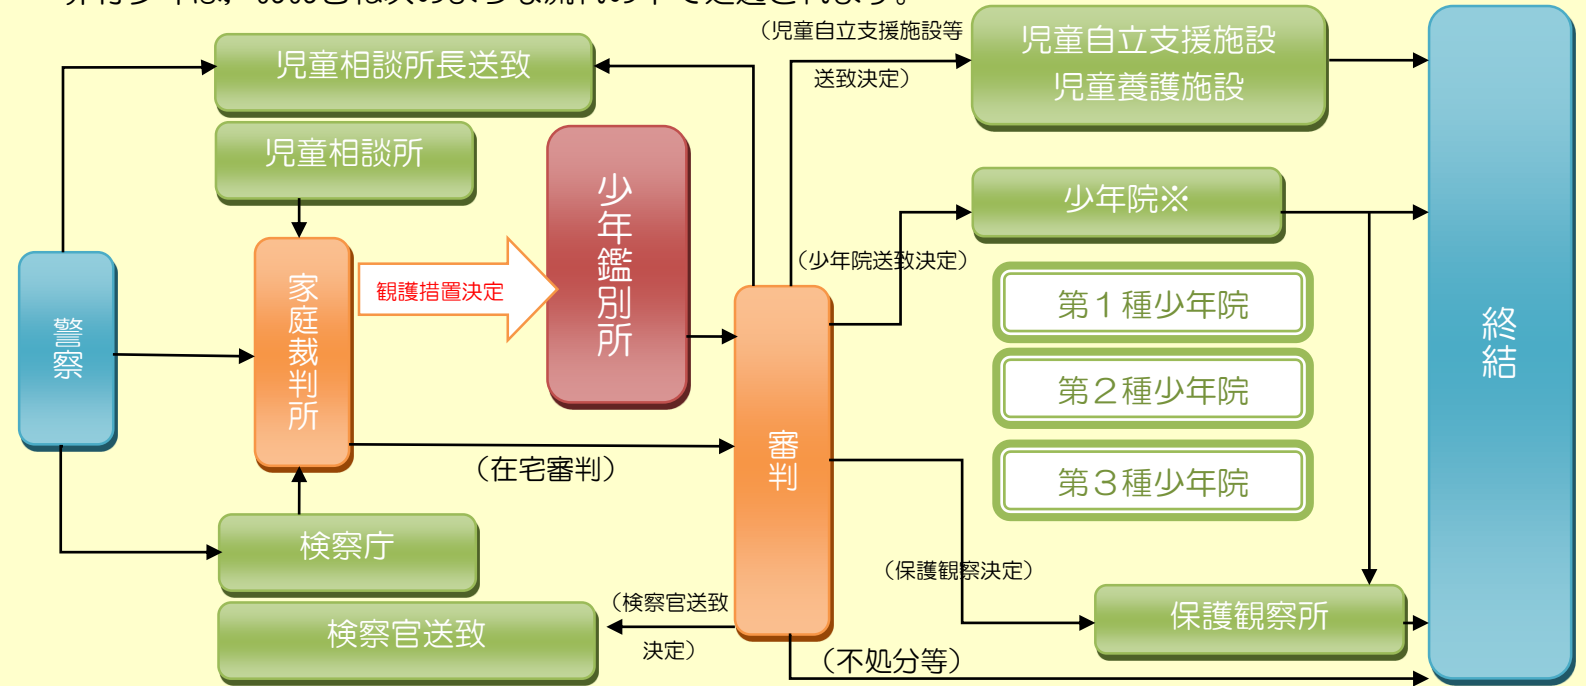 （児童自立支援施設等
送致決定）
児童相談所長送致
児童自立支援施設
児童養護施設
児童相談所
少年鑑別所
少年院※
家庭裁判所
観護措置決定
（少年院送致決定）
第１種少年院
警察
終結
第２種少年院
審判
（在宅審判）
第３種少年院
検察庁
（保護観察決定）
（検察官送致
決定）
検察官送致
保護観察所
（不処分等）